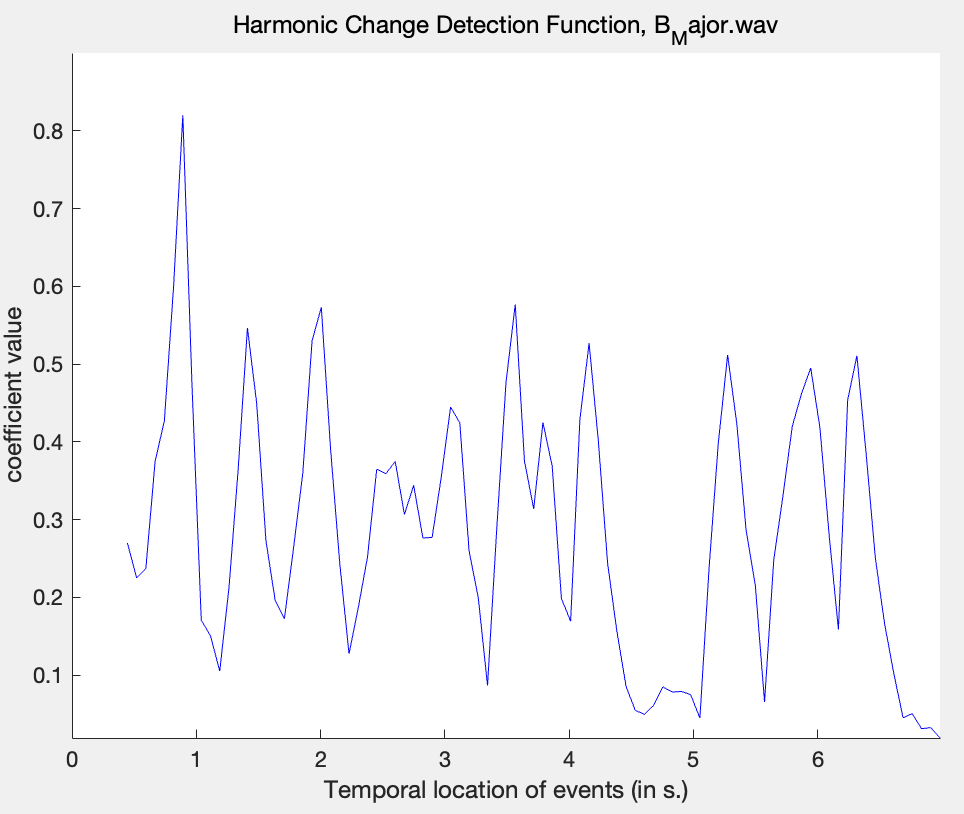 Harmonic Change Detection Function, B_Major.wav
coefficient value
0.8
0.7
0.6
0.5
0.4
0.3
0.2
0.1
0 1 2 3 4 5 6
Temporal location of events (in s.)